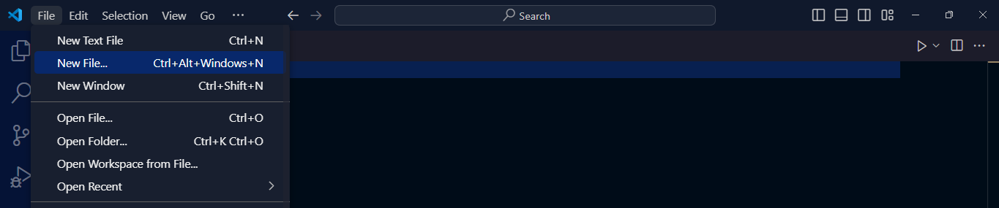 File Edit Selection View Go ··· Search
New Text File Ctrl+N
New File... Ctrl+Alt+Windows+N
New Window Ctrl+Shift+N
Open File... Ctrl+O
Open Folder... Ctrl+K Ctrl+O
Open Workspace from File...
Open Recent